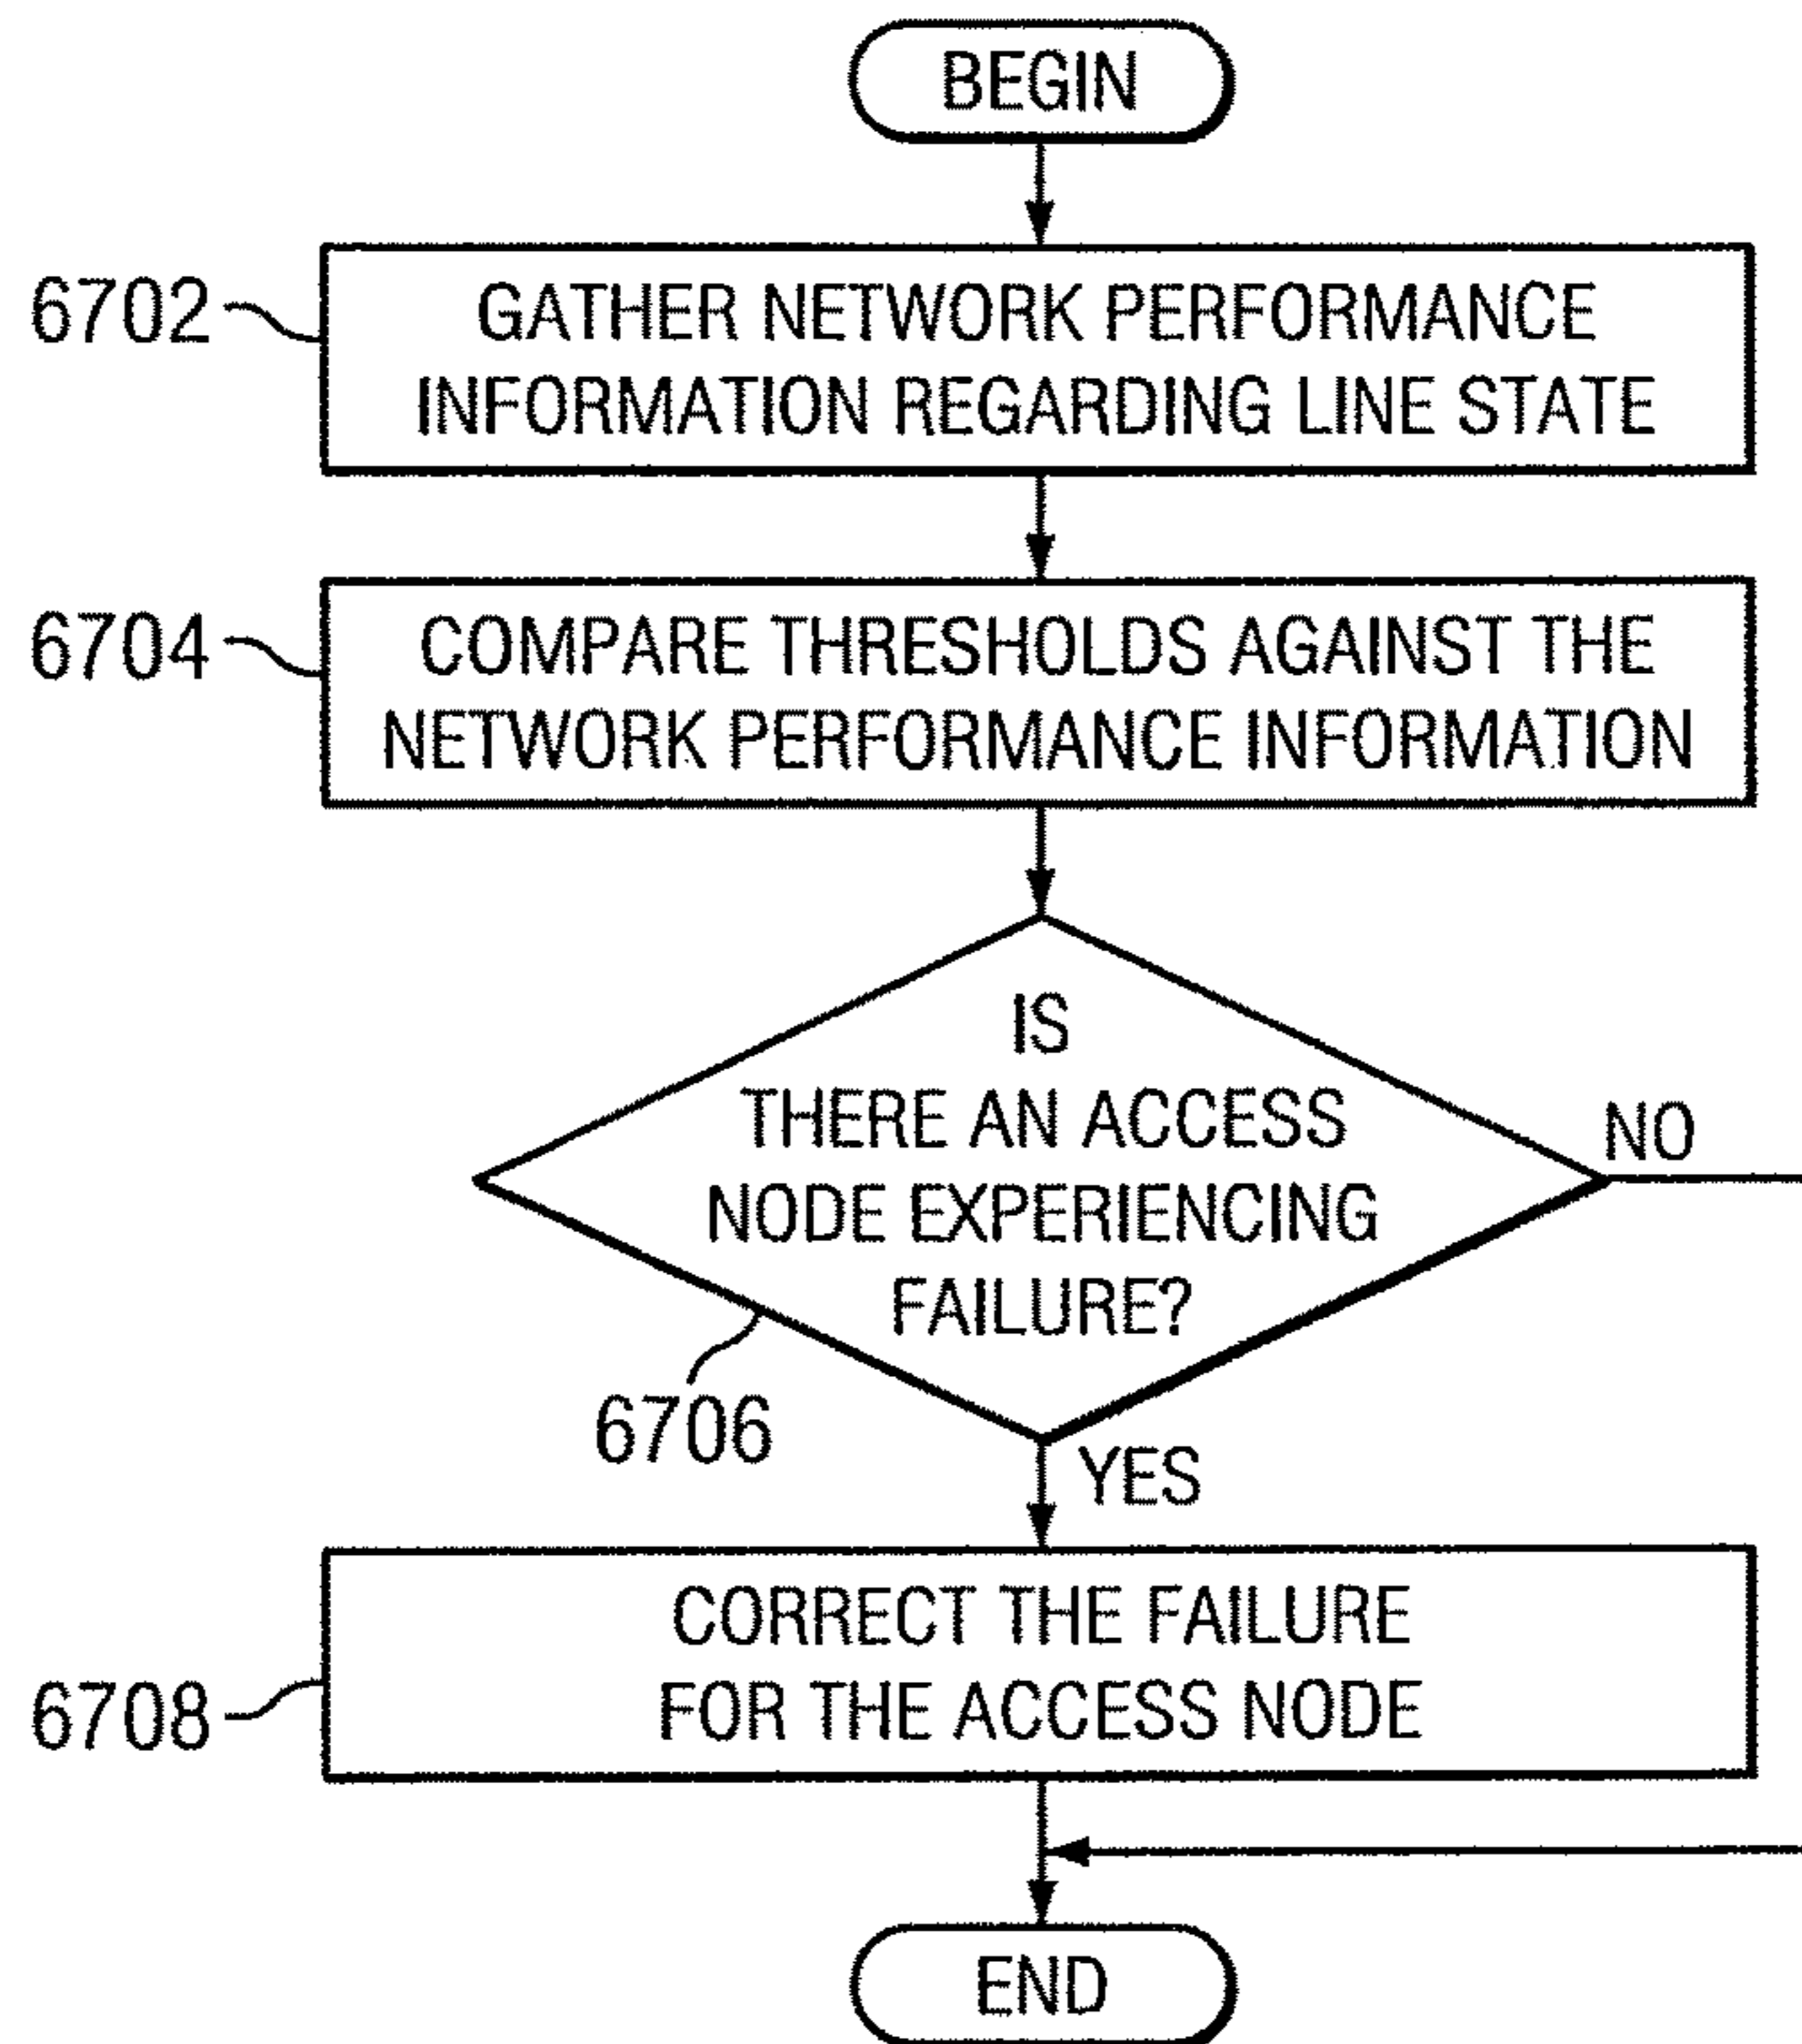 BEGIN
6702
GATHER NETWORK PERFORMANCE
INFORMATION REGARDING LINE STATE
6704
COMPARE THRESHOLDS AGAINST THE
NETWORK PERFORMANCE INFORMATION
IS
THERE AN ACCESS
NODE EXPERIENCING
FAILURE?
NO
6706
YES
CORRECT THE FAILURE
FOR THE ACCESS NODE
6708
END